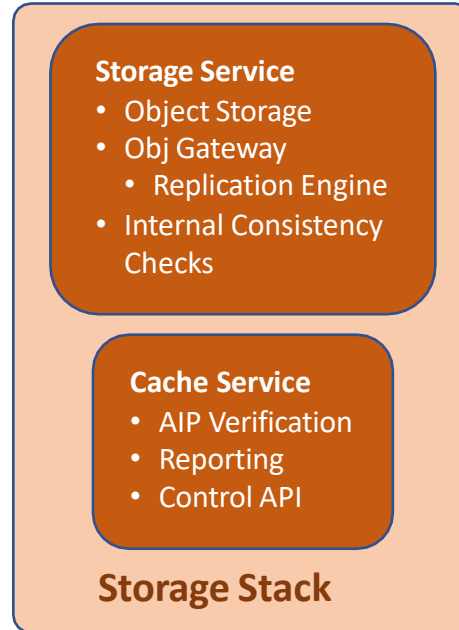 Storage Service
• Object Storage
• Obj Gateway
• Replication Engine
• Internal Consistency
Checks
Cache Service
• AIP Verification
• Reporting
• Control API
Storage Stack